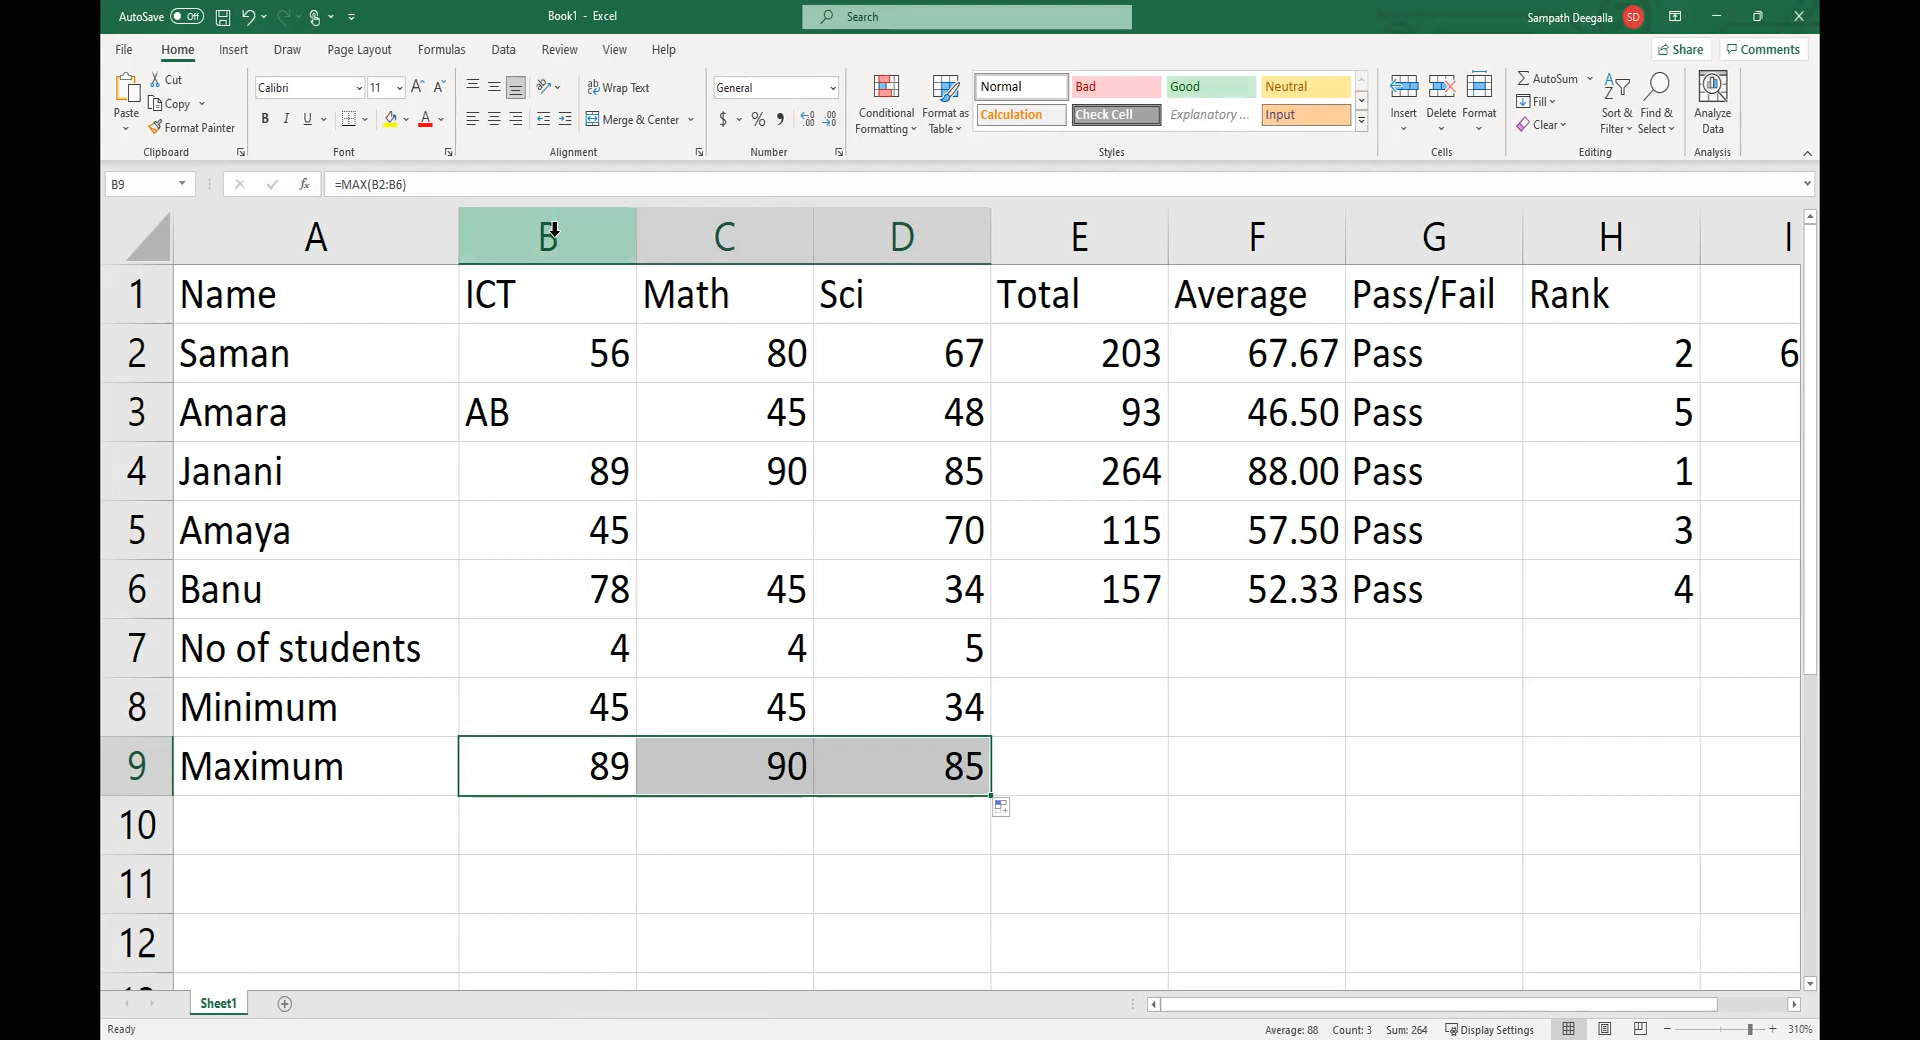 AutoSave Off Book1 - Excel Search Sampath Deegalla SD
File Home Insert Draw Page Layout Formulas Data Review View Help Share Comments
Paste Cut Copy Format Painter Clipboard
Calibri 11 A A B I U A Font
Wrap Text Merge & Center Alignment
General $ % Number
Conditional Formatting Format as Table Normal Bad Good Neutral Calculation Check Cell Explanatory ... Input Styles
Insert Delete Format Cells
AutoSum Fill Clear Sort & Filter Find & Select Editing
Analyze Data Analysis
B9 fx =MAX(B2:B6)
A B C D E F G H I
1 Name ICT Math Sci Total Average Pass/Fail Rank
2 Saman 56 80 67 203 67.67 Pass 2 6
3 Amara AB 45 48 93 46.50 Pass 5
4 Janani 89 90 85 264 88.00 Pass 1
5 Amaya 45 70 115 57.50 Pass 3
6 Banu 78 45 34 157 52.33 Pass 4
7 No of students 4 4 5
8 Minimum 45 45 34
9 Maximum 89 90 85
10
11
12
Sheet1
Ready Average: 88 Count: 3 Sum: 264 Display Settings 310%